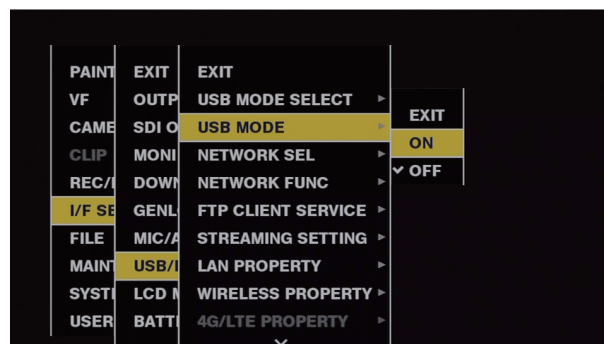 PAINT
VF
CAME
CLIP
REC/
I/F SE
FILE
MAINT
SYST
USER
EXIT
OUTP
SDI O
MONI
DOWN
GENL
MIC/A
USB/
LCD
BATT
EXIT
USB MODE SELECT
USB MODE
NETWORK SEL
NETWORK FUNC
FTP CLIENT SERVICE
STREAMING SETTING
LAN PROPERTY
WIRELESS PROPERTY
4G/LTE PROPERTY
EXIT
ON
OFF